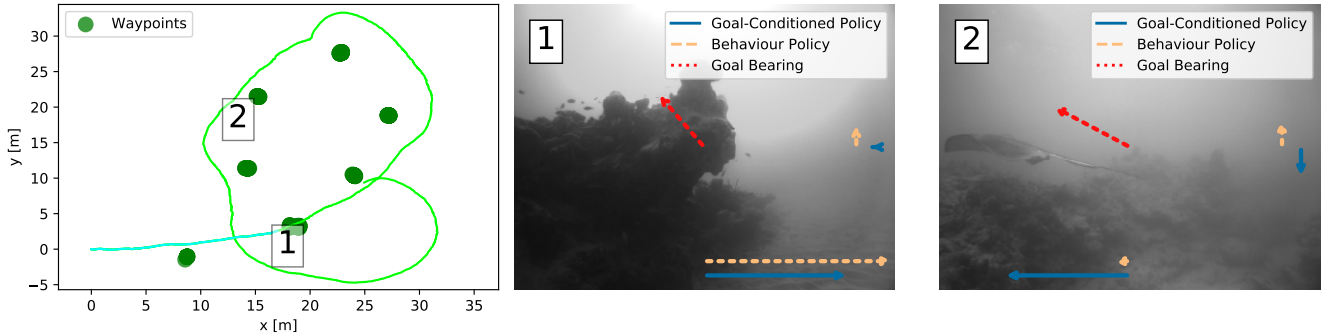 Waypoints
30
25
20
15
10
5
0
−5
y [m]
2
1
0
5
10
15
20
25
30
35
x [m]
1
Goal-Conditioned Policy
Behaviour Policy
Goal Bearing
2
Goal-Conditioned Policy
Behaviour Policy
Goal Bearing